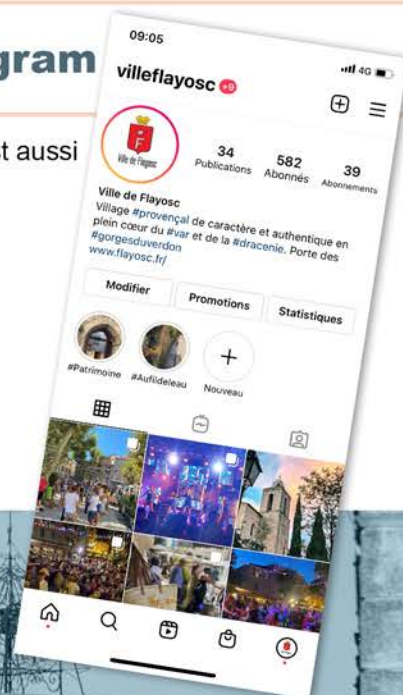 gram
t aussi
09:05
4G
villeflayosc +9
F
Ville de Flayosc
34
Publications
582
Abonnés
39
Abonnements
Ville de Flayosc
Village #provençal de caractère et authentique en
plein cœur du #var et de la #dracenie. Porte des
#gorgesduverdon
www.flayosc.fr/
Modifier
Promotions
Statistiques
#Patrimoine
#Aufildeleau
Nouveau